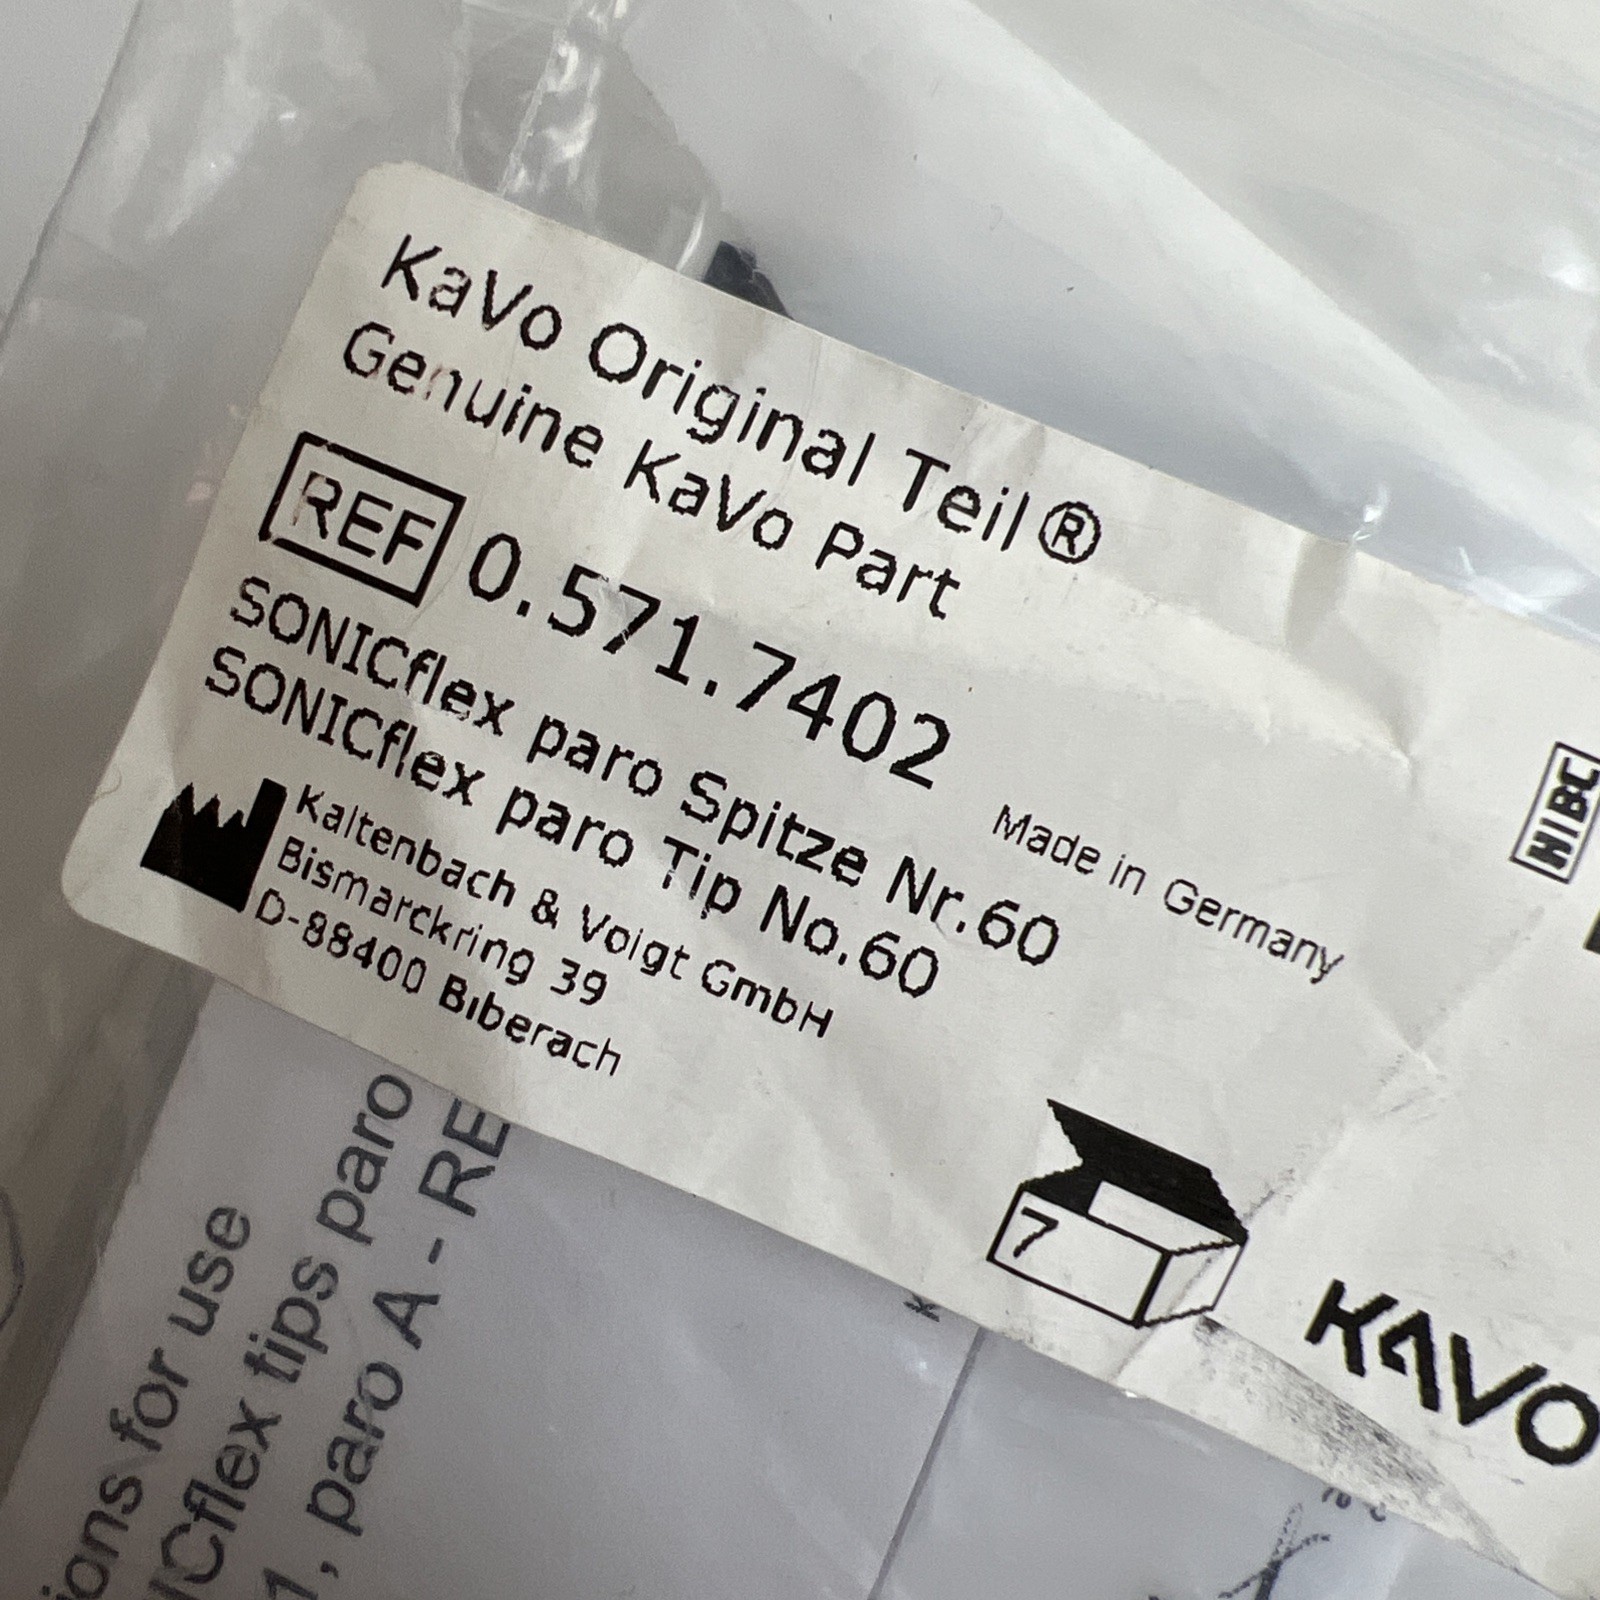 KaVo Original Teil®
Genuine KaVo Part
REF 0.571.7402
SONICflex paro Spitze Nr.60
SONICflex paro Tip No.60
Made in Germany
Kaltenbach & Voigt GmbH
Bismarckring 39
D-88400 Biberach
HIBC
7
KAVO
ions for use
ICflex tips paro
1, paro A - RE